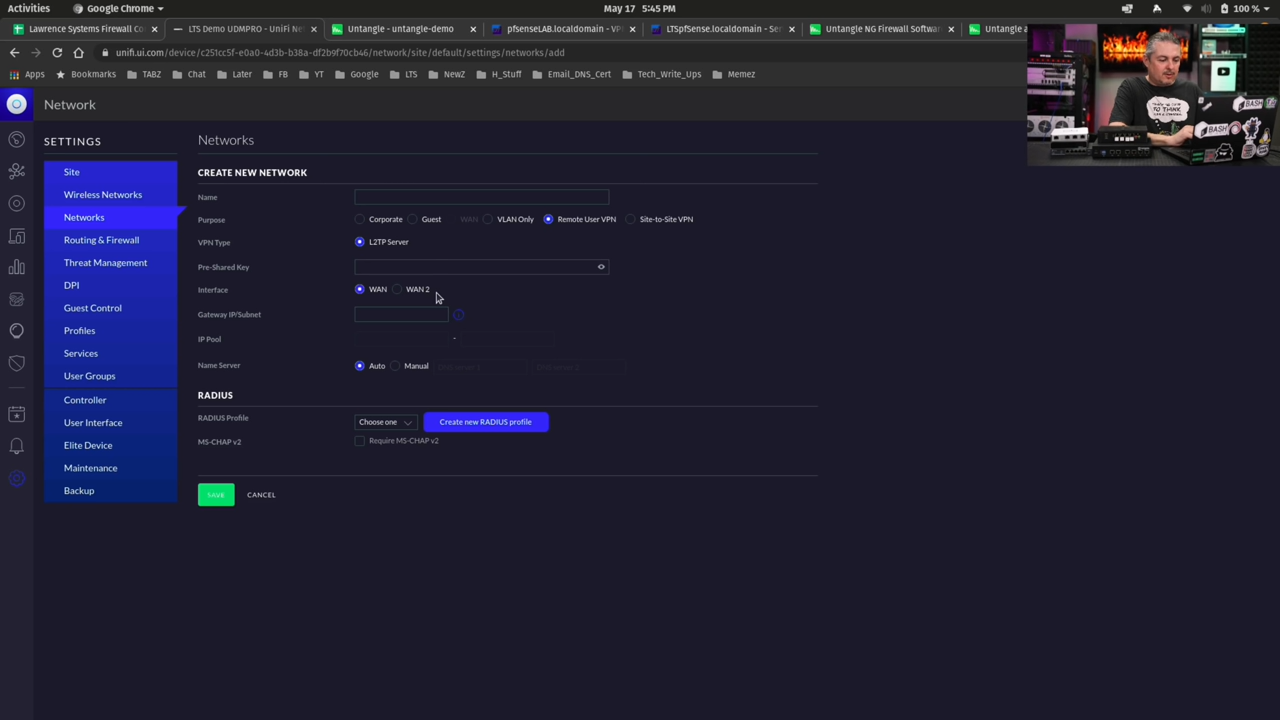 Activities Google Chrome May 17 5:45 PM 100 %
Lawrence Systems Firewall Co × LTS Demo UDMPRO - UniFi Ne × Untangle - untangle-demo × pfsenseLAB.localdomain - VP × LTSpfSense.localdomain - Se × Untangle NG Firewall Softwa × Untangle a
unifi.ui.com/device/c251cc5f-e0a0-4d3b-b38a-df2b9f70cb46/network/site/default/settings/networks/add
Apps Bookmarks TABZ Chat Later FB YT Google LTS NewZ H_Stuff Email_DNS_Cert Tech_Write_Ups Memez
Network
SETTINGS
Site
Wireless Networks
Networks
Routing & Firewall
Threat Management
DPI
Guest Control
Profiles
Services
User Groups
Controller
User Interface
Elite Device
Maintenance
Backup
Networks
CREATE NEW NETWORK
Name
Purpose Corporate Guest WAN VLAN Only Remote User VPN Site-to-Site VPN
VPN Type L2TP Server
Pre-Shared Key
Interface WAN WAN 2
Gateway IP/Subnet
IP Pool -
Name Server Auto Manual
RADIUS
RADIUS Profile Choose one Create new RADIUS profile
MS-CHAP v2 Require MS-CHAP v2
SAVE CANCEL
TO THINK
BASH
BASH